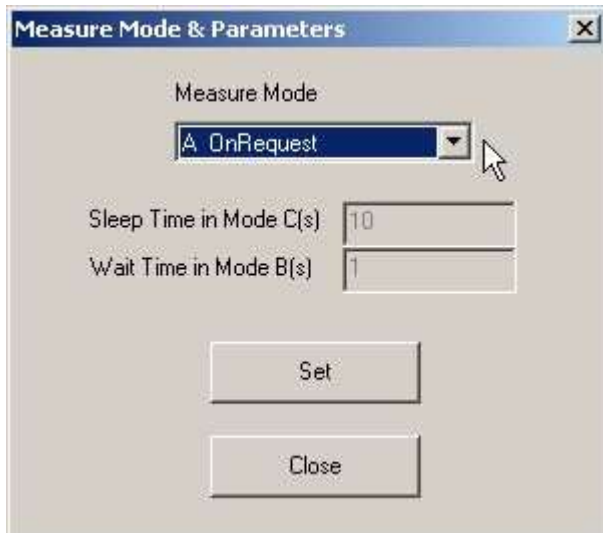 Measure Mode & Parameters
Measure Mode
A OnRequest
Sleep Time in Mode C(s) 10
Wait Time in Mode B(s) 1
Set
Close